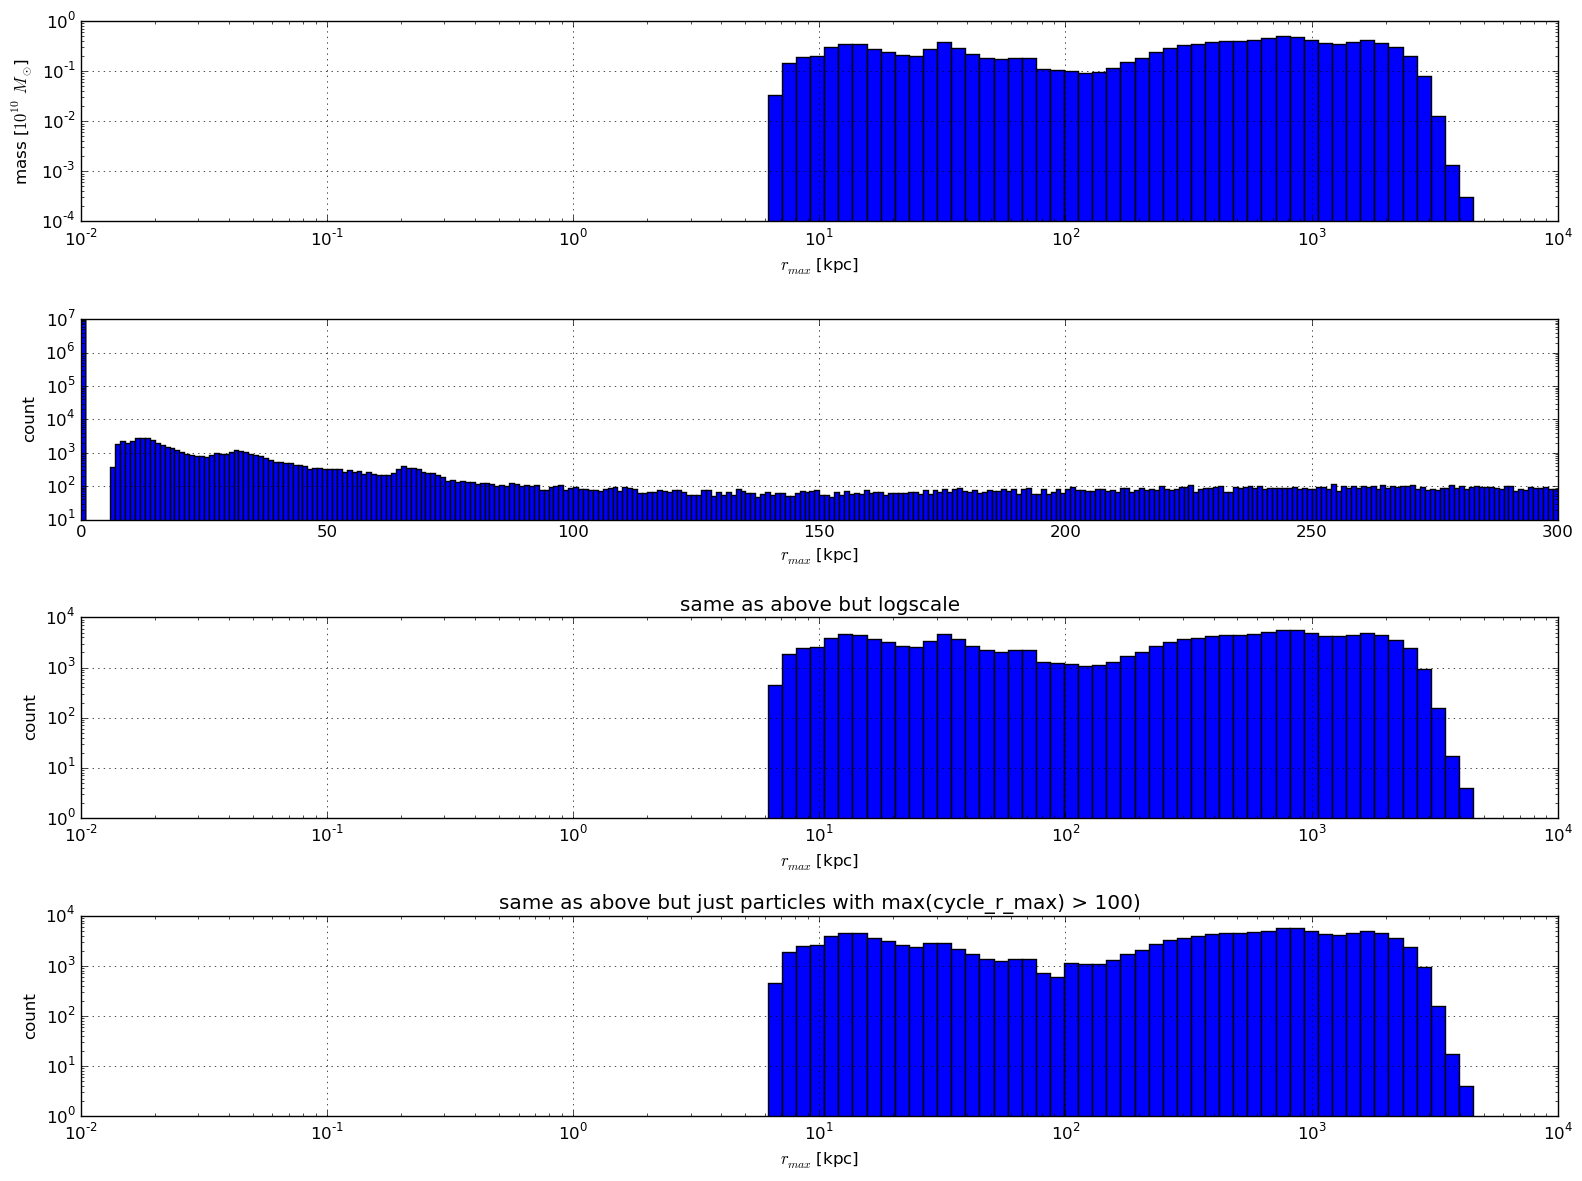 10^0
10^-1
10^-2
10^-3
10^-4
mass [10^10 M_⊙]
10^-2 10^-1 10^0 10^1 10^2 10^3 10^4
r_max [kpc]
10^7
10^6
10^5
10^4
10^3
10^2
10^1
count
0 50 100 150 200 250 300
r_max [kpc]
same as above but logscale
10^4
10^3
10^2
10^1
10^0
count
10^-2 10^-1 10^0 10^1 10^2 10^3 10^4
r_max [kpc]
same as above but just particles with max(cycle_r_max) > 100)
10^4
10^3
10^2
10^1
10^0
count
10^-2 10^-1 10^0 10^1 10^2 10^3 10^4
r_max [kpc]